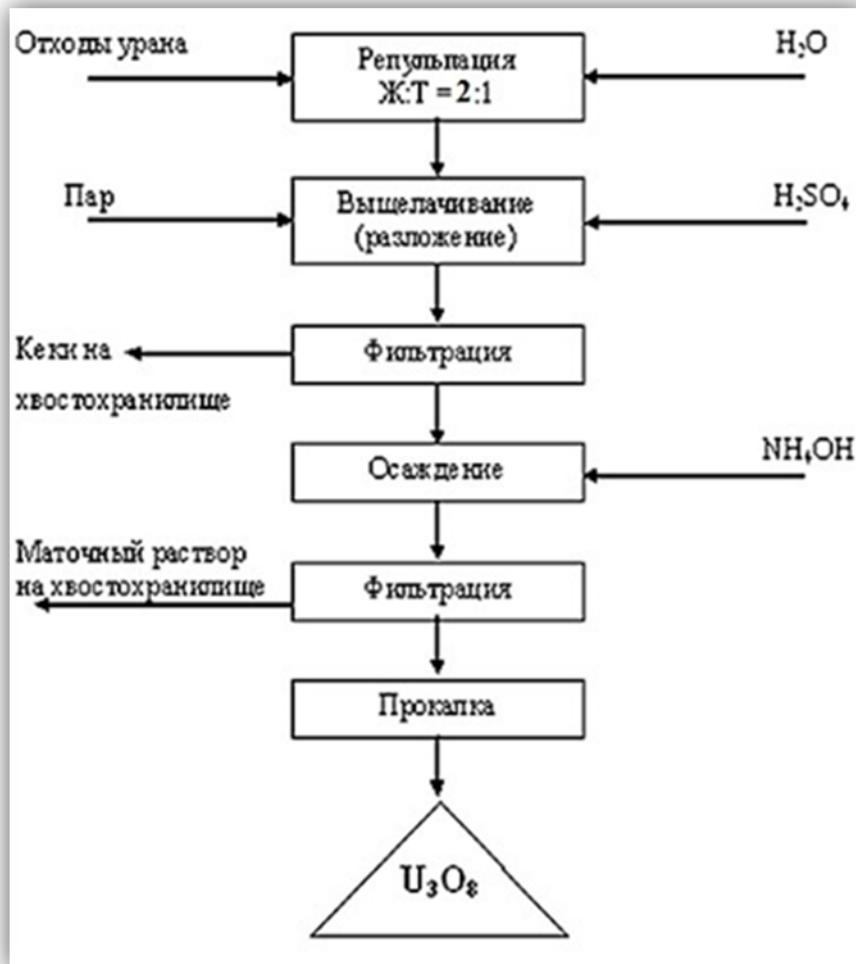 Отходы урана
Репульпация
Ж:Т = 2:1
H₂O
Пар
Выщелачивание
(разложение)
H₂SO₄
Кеки на
хвостохранилище
Фильтрация
Осаждение
NH₄OH
Маточный раствор
на хвостохранилище
Фильтрация
Прокалка
U₃O₈